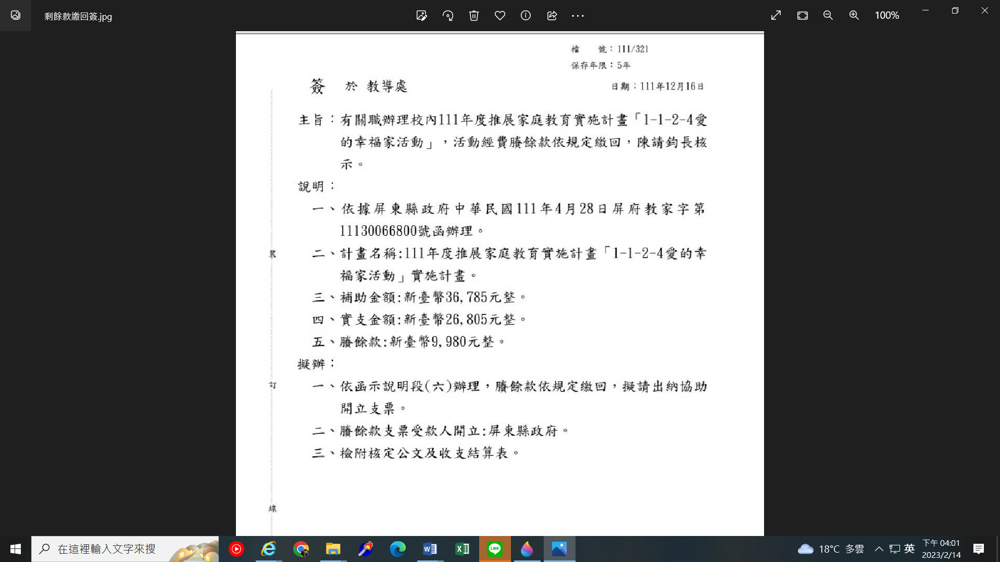 剩餘款繳回簽.jpg
100%
檔　　號：111/321
保存年限：5年
簽　於 教導處
日期：111年12月16日
主旨：有關職辦理校內111年度推展家庭教育實施計畫「1-1-2-4愛
的幸福家活動」，活動經費賸餘款依規定繳回，陳請鈞長核
示。
說明：
一、依據屏東縣政府中華民國111年4月28日屏府教家字第
11130066800號函辦理。
二、計畫名稱:111年度推展家庭教育實施計畫「1-1-2-4愛的幸
福家活動」實施計畫。
三、補助金額:新臺幣36,785元整。
四、實支金額:新臺幣26,805元整。
五、賸餘款:新臺幣9,980元整。
擬辦：
一、依函示說明段(六)辦理，賸餘款依規定繳回，擬請出納協助
開立支票。
二、賸餘款支票受款人開立:屏東縣政府。
三、檢附核定公文及收支結算表。
裝
訂
線
在這裡輸入文字來搜
LINE
18°C 多雲
英
下午 04:01
2023/2/14